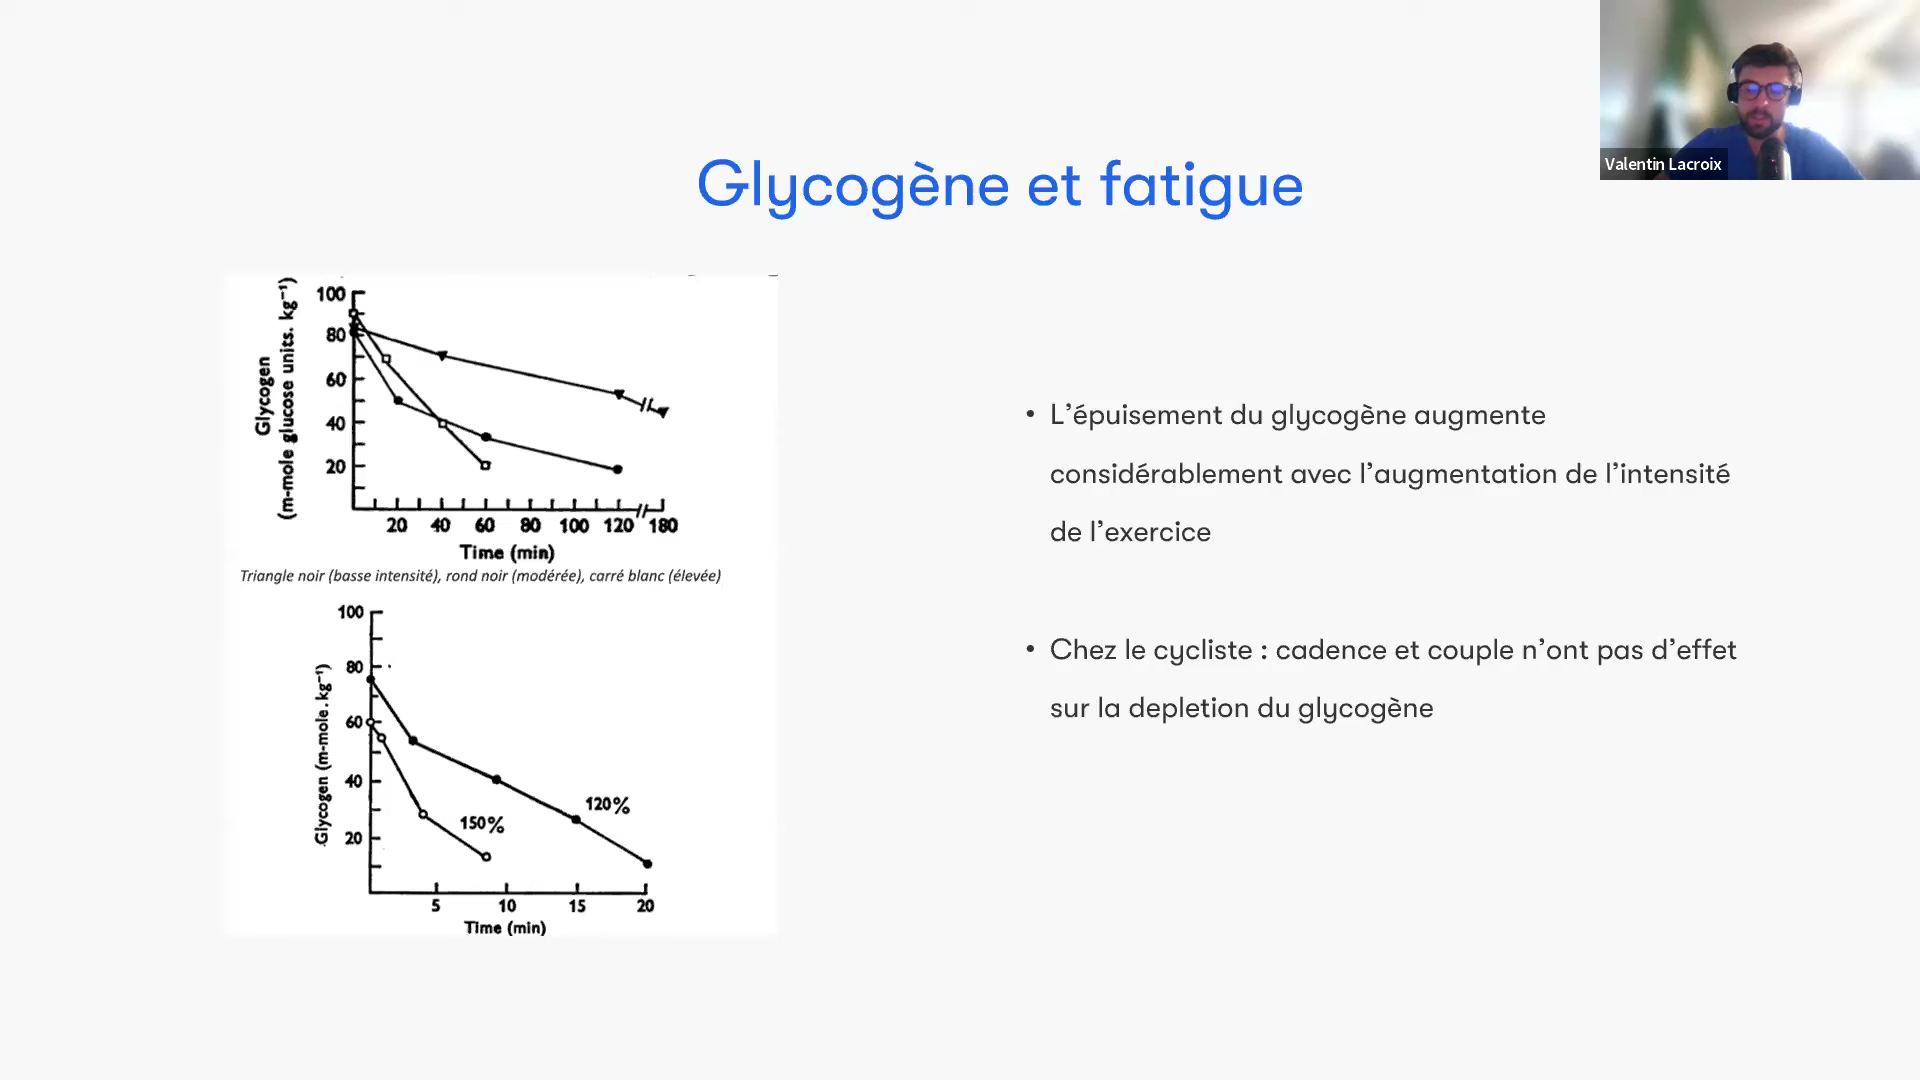 Valentin Lacroix
Glycogène et fatigue
Glycogen
(m-mole glucose units. kg⁻¹)
100
80
60
40
20
20 40 60 80 100 120 180
Time (min)
Triangle noir (basse intensité), rond noir (modérée), carré blanc (élevée)
Glycogen (m-mole. kg⁻¹)
100
80
60
40
20
120%
150%
5 10 15 20
Time (min)
• L’épuisement du glycogène augmente
considérablement avec l’augmentation de l’intensité
de l’exercice
• Chez le cycliste : cadence et couple n’ont pas d’effet
sur la depletion du glycogène